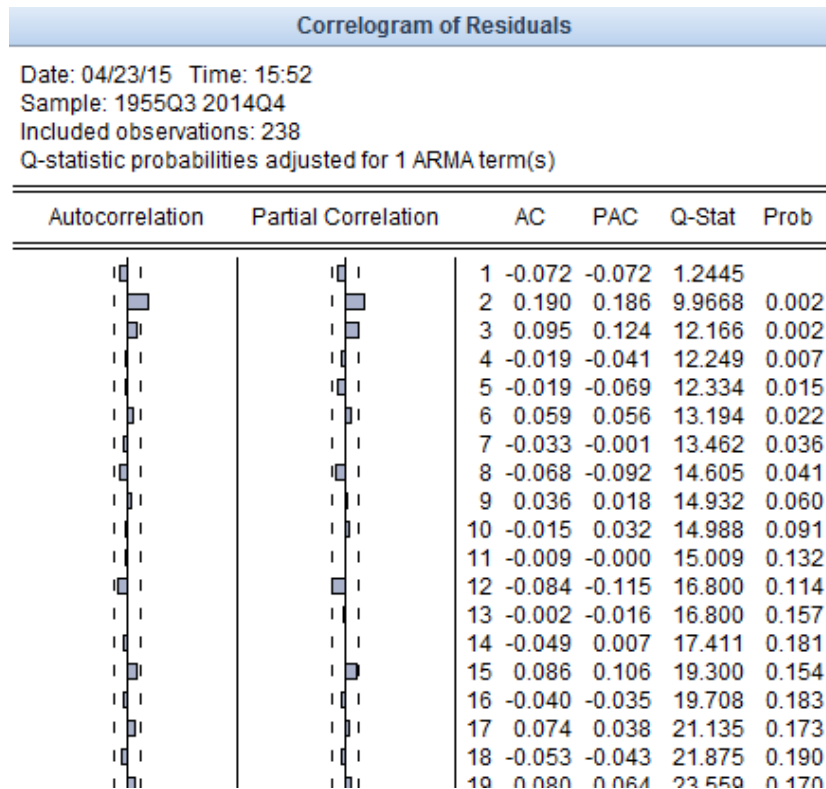 Correlogram of Residuals
Date: 04/23/15 Time: 15:52
Sample: 1955Q3 2014Q4
Included observations: 238
Q-statistic probabilities adjusted for 1 ARMA term(s)
Autocorrelation Partial Correlation AC PAC Q-Stat Prob
1 -0.072 -0.072 1.2445
2 0.190 0.186 9.9668 0.002
3 0.095 0.124 12.166 0.002
4 -0.019 -0.041 12.249 0.007
5 -0.019 -0.069 12.334 0.015
6 0.059 0.056 13.194 0.022
7 -0.033 -0.001 13.462 0.036
8 -0.068 -0.092 14.605 0.041
9 0.036 0.018 14.932 0.060
10 -0.015 0.032 14.988 0.091
11 -0.009 -0.000 15.009 0.132
12 -0.084 -0.115 16.800 0.114
13 -0.002 -0.016 16.800 0.157
14 -0.049 0.007 17.411 0.181
15 0.086 0.106 19.300 0.154
16 -0.040 -0.035 19.708 0.183
17 0.074 0.038 21.135 0.173
18 -0.053 -0.043 21.875 0.190
19 0.080 0.064 23.559 0.170